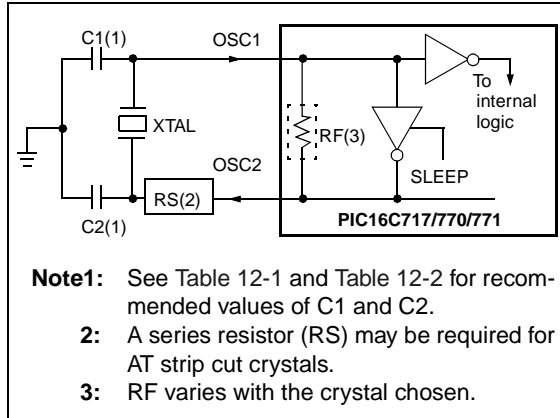 C1(1)
OSC1
To
internal
logic
XTAL
RF(3)
OSC2
SLEEP
RS(2)
C2(1)
PIC16C717/770/771
Note1: See Table 12-1 and Table 12-2 for recom-
mended values of C1 and C2.
2: A series resistor (RS) may be required for
AT strip cut crystals.
3: RF varies with the crystal chosen.